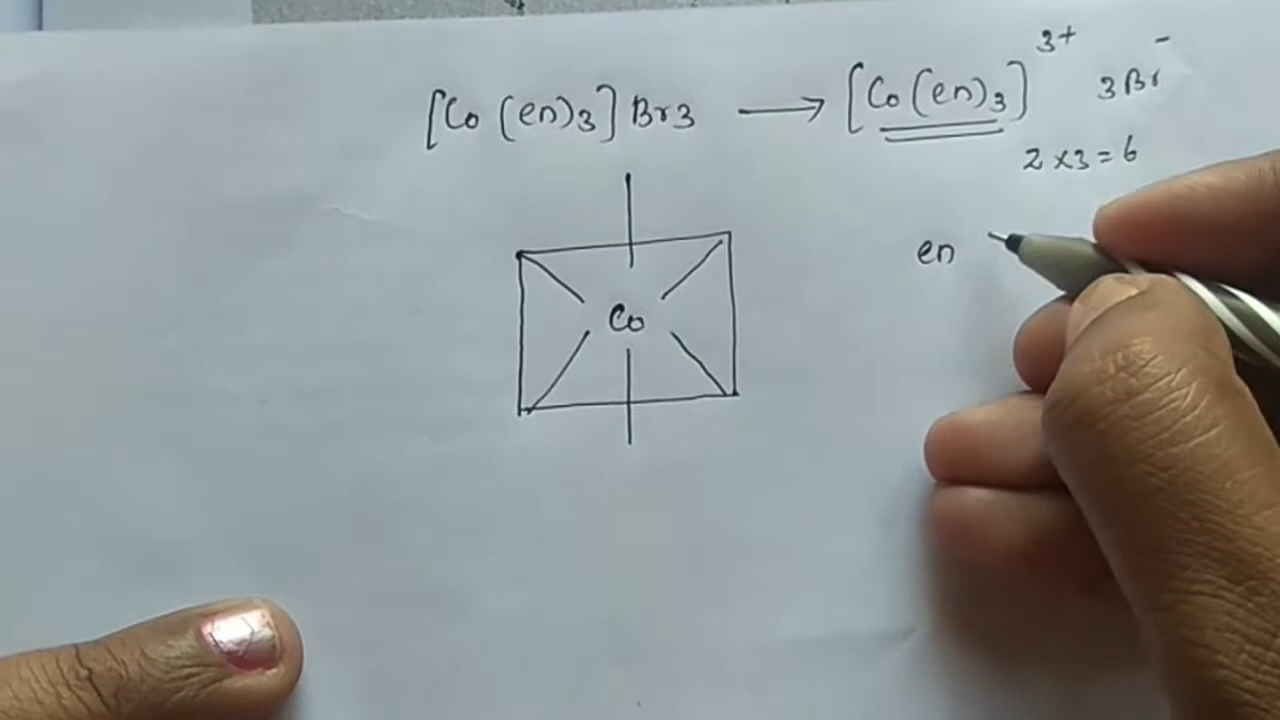 [Co (en)3] Br3 ⟶ [Co (en)3]3+ 3Br-
2 x 3 = 6
en
Co